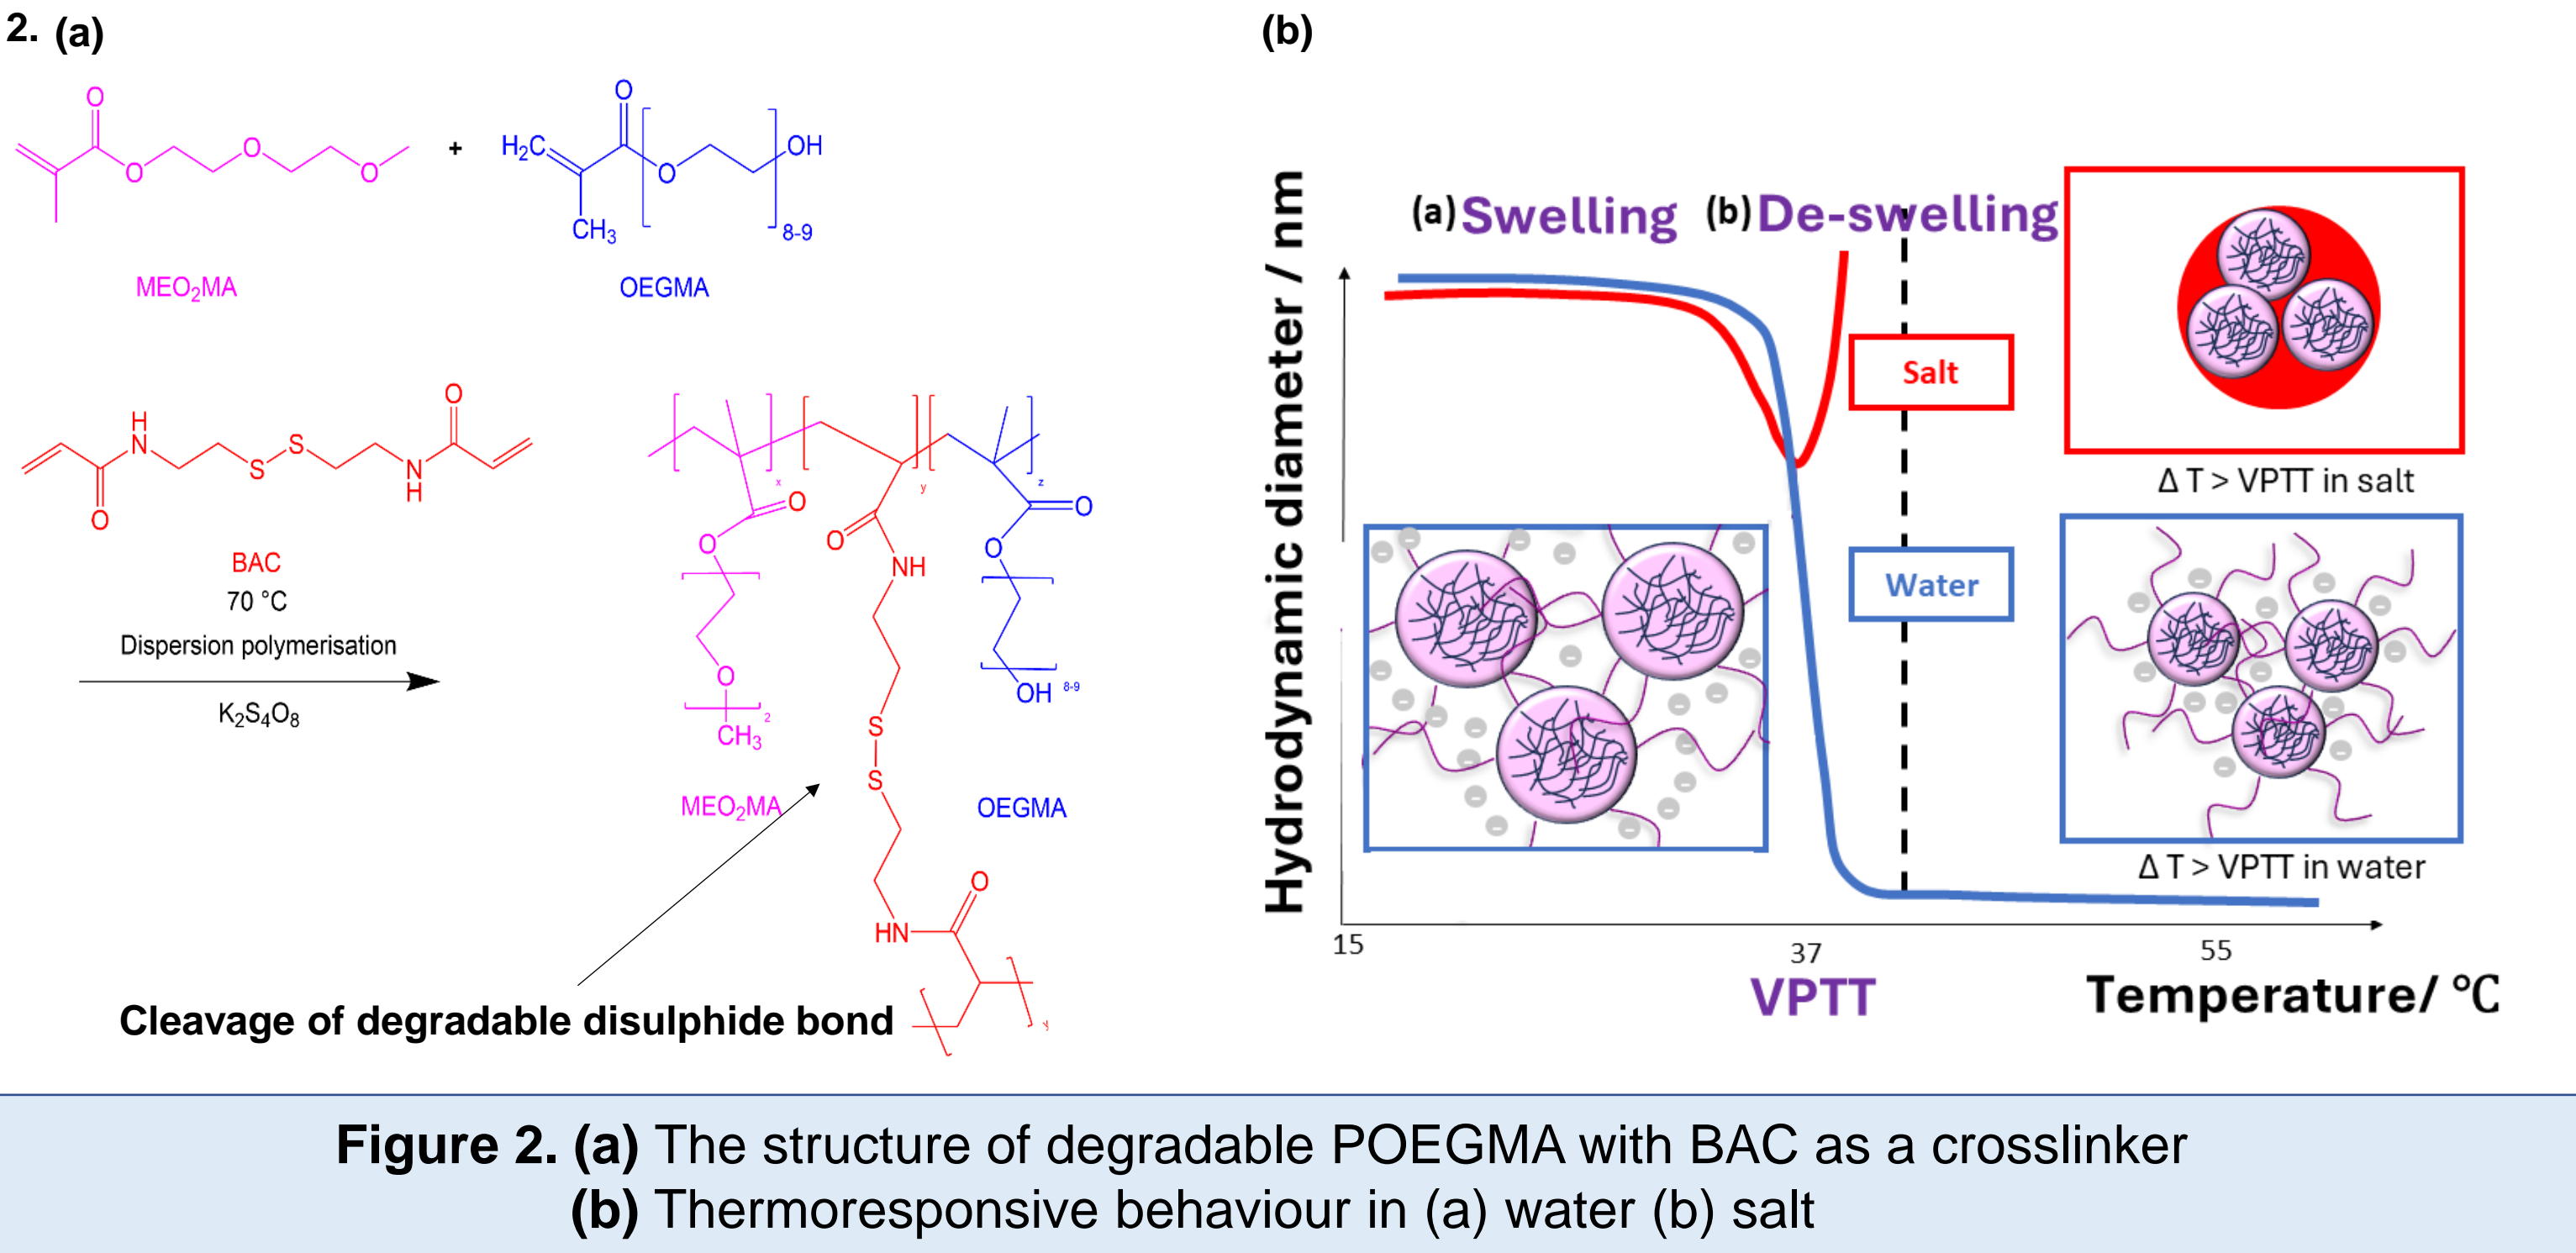 2. (a)
(b)
O
O
O
O
+
H₂C
O
O
OH
CH₃
8-9
MEO₂MA
OEGMA
O
H
N
S
S
N
H
O
BAC
70 °C
Dispersion polymerisation
K₂S₄O₈
x
y
z
O
O
O
O
O
O
NH
O
2
CH₃
OH
8-9
S
S
MEO₂MA
OEGMA
O
HN
y
Cleavage of degradable disulphide bond
Hydrodynamic diameter / nm
(a) Swelling
(b) De-swelling
Salt
Water
Δ T > VPTT in salt
Δ T > VPTT in water
15
37
55
VPTT
Temperature/ °C
Figure 2. (a) The structure of degradable POEGMA with BAC as a crosslinker
(b) Thermoresponsive behaviour in (a) water (b) salt